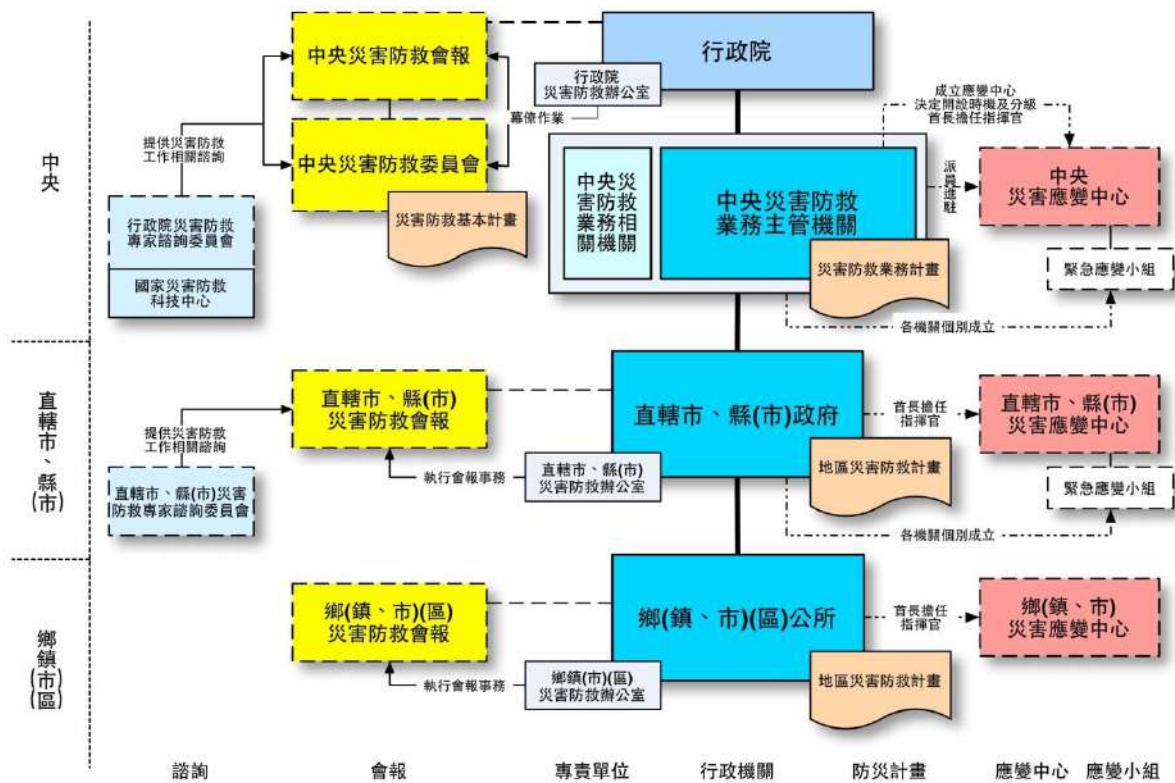 中央災害防救會報
行政院
行政院
災害防救辦公室
成立應變中心
決定開設時機及分級
首長擔任指揮官
幕僚作業
中央
提供災害防救
工作相關諮詢
中央災害防救委員會
災害防救基本計畫
中央災
害防救
業務相
關機關
中央災害防救
業務主管機關
災害防救業務計畫
派員進駐
中央
災害應變中心
緊急應變小組
行政院災害防救
專家諮詢委員會
國家災害防救
科技中心
各機關個別成立
直轄市、縣(市)
直轄市、縣(市)
災害防救會報
直轄市、縣(市)政府
首長擔任
指揮官
直轄市、縣(市)
災害應變中心
提供災害防救
工作相關諮詢
執行會報事務
直轄市、縣(市)
災害防救辦公室
地區災害防救計畫
緊急應變小組
直轄市、縣(市)災害
防救專家諮詢委員會
各機關個別成立
鄉鎮(市)(區)
鄉(鎮、市)(區)
災害防救會報
鄉(鎮、市)(區)公所
首長擔任
指揮官
鄉(鎮、市)
災害應變中心
執行會報事務
鄉鎮(市)(區)
災害防救辦公室
地區災害防救計畫
諮詢
會報
專責單位
行政機關
防災計畫
應變中心
應變小組